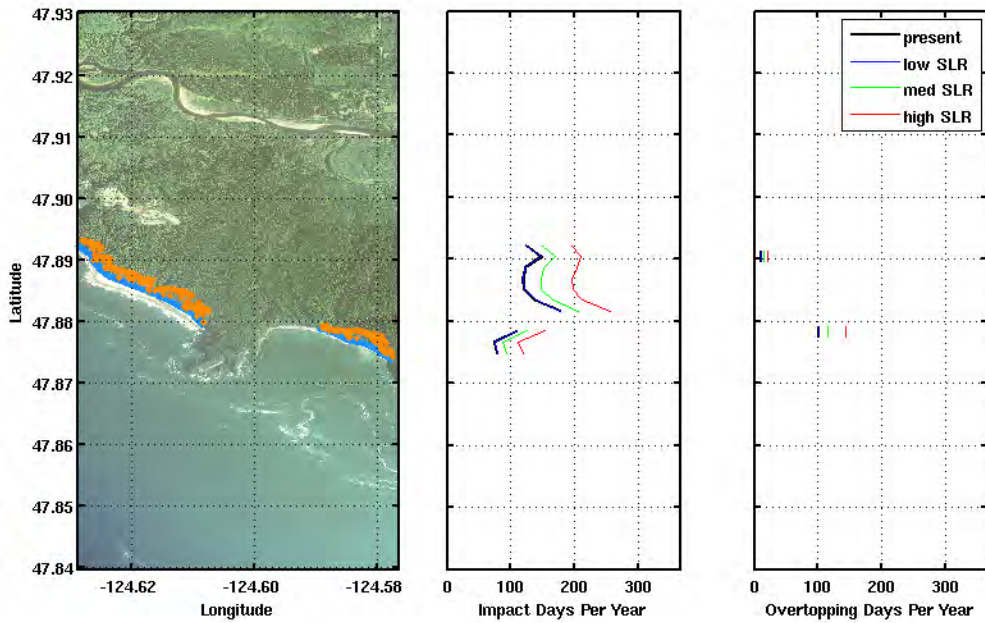 47.93
47.92
47.91
47.90
47.89
47.88
47.87
47.86
47.85
47.84
Latitude
-124.62 -124.60 -124.58
Longitude
0 100 200 300
Impact Days Per Year
present
low SLR
med SLR
high SLR
0 100 200 300
Overtopping Days Per Year